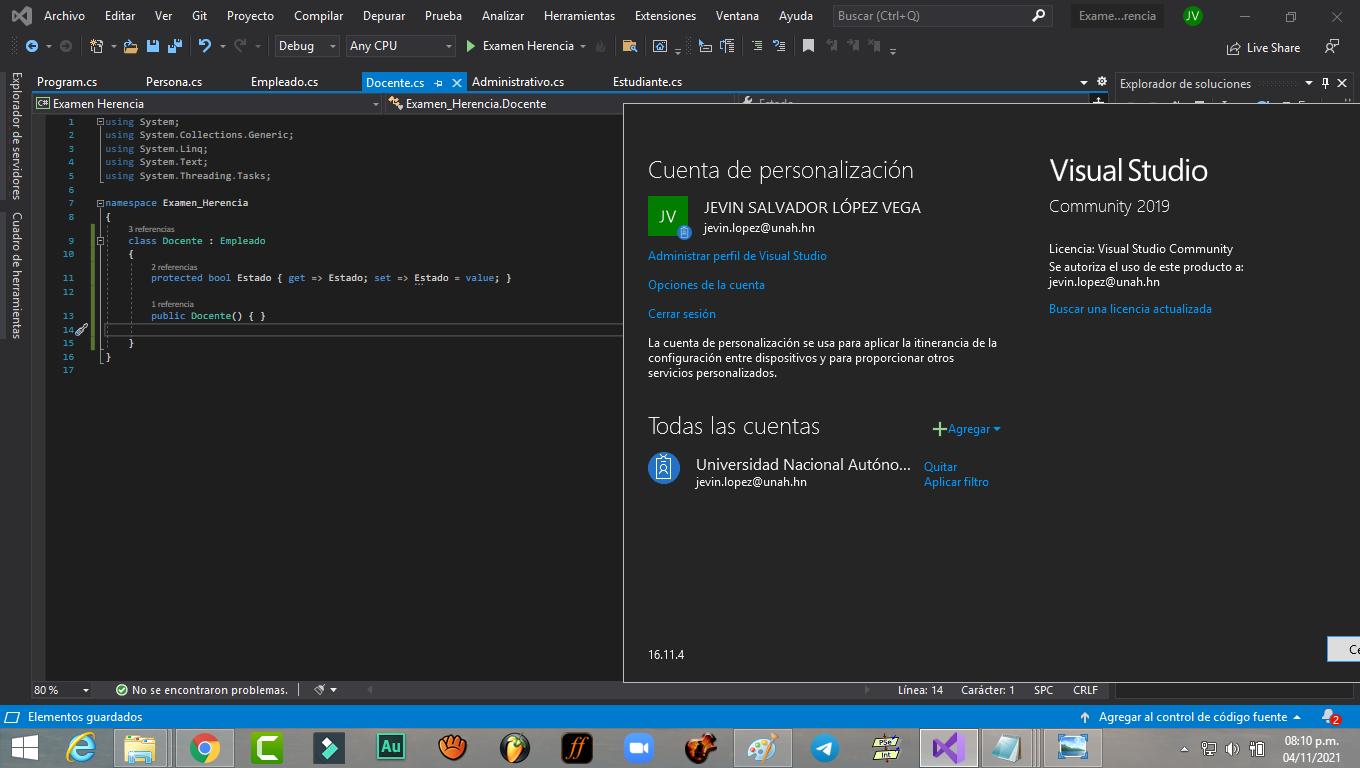 Archivo Editar Ver Git Proyecto Compilar Depurar Prueba Analizar Herramientas Extensiones Ventana Ayuda Buscar (Ctrl+Q) Exame...rencia JV
Debug Any CPU Examen Herencia Live Share
Program.cs Persona.cs Empleado.cs Docente.cs Administrativo.cs Estudiante.cs Explorador de soluciones
Explorador de servidores
Cuadro de herramientas
C# Examen Herencia Examen_Herencia.Docente Estado
1 using System;
2 using System.Collections.Generic;
3 using System.Linq;
4 using System.Text;
5 using System.Threading.Tasks;
6
7 namespace Examen_Herencia
8 {
3 referencias
9 class Docente : Empleado
10 {
2 referencias
11 protected bool Estado { get => Estado; set => Estado = value; }
12
1 referencia
13 public Docente() { }
14
15 }
16 }
17
Cuenta de personalización
JV
JEVIN SALVADOR LÓPEZ VEGA
jevin.lopez@unah.hn
Administrar perfil de Visual Studio
Opciones de la cuenta
Cerrar sesión
La cuenta de personalización se usa para aplicar la itinerancia de la
configuración entre dispositivos y para proporcionar otros
servicios personalizados.
Todas las cuentas
Agregar
Universidad Nacional Autóno...
jevin.lopez@unah.hn
Quitar
Aplicar filtro
16.11.4
Visual Studio
Community 2019
Licencia: Visual Studio Community
Se autoriza el uso de este producto a:
jevin.lopez@unah.hn
Buscar una licencia actualizada
Ce
80 % No se encontraron problemas. Línea: 14 Carácter: 1 SPC CRLF
Elementos guardados Agregar al control de código fuente 2
Au ff PSe Int 08:10 p.m.
04/11/2021